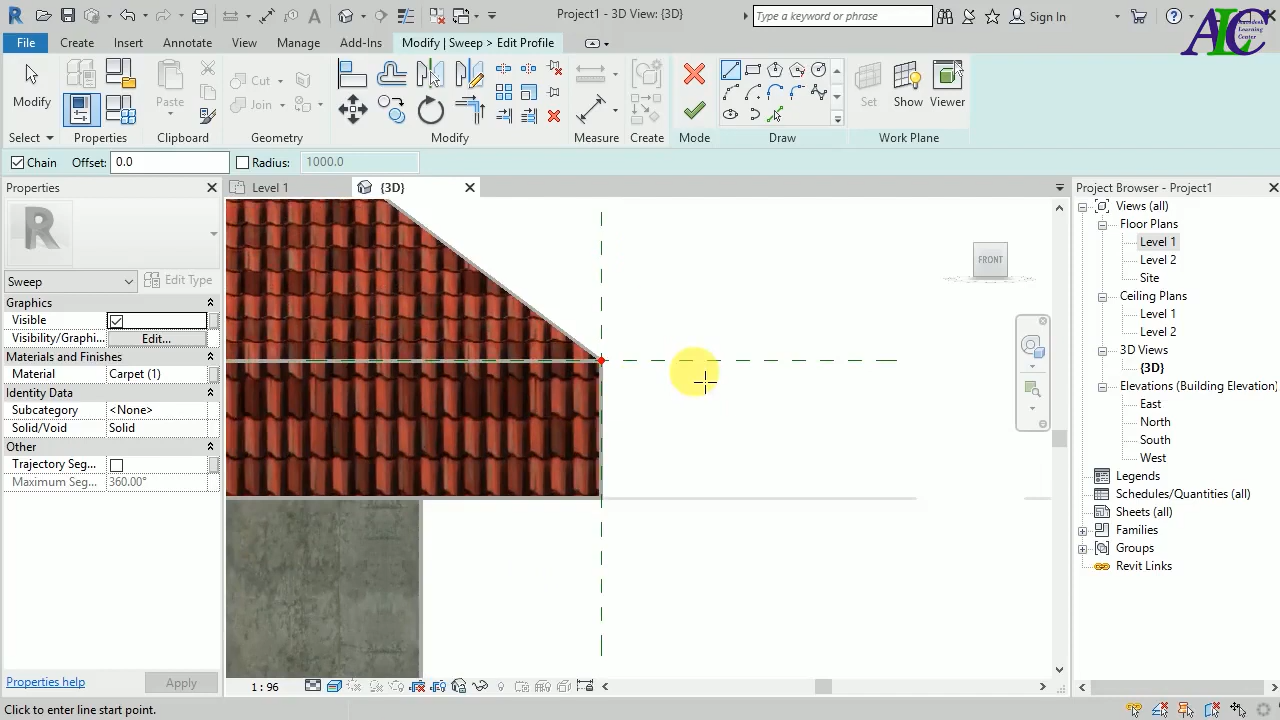 Project1 - 3D View: {3D}
Type a keyword or phrase
Sign In
ALC
Autodesk
Learning
Center
File
Create
Insert
Annotate
View
Manage
Add-Ins
Modify | Sweep > Edit Profile
Modify
Paste
Cut
Join
Set
Show
Viewer
Select
Properties
Clipboard
Geometry
Modify
Measure
Create
Mode
Draw
Work Plane
Chain
Offset:
0.0
Radius:
1000.0
Properties
Level 1
{3D}
Project Browser - Project1
R
Sweep
Edit Type
Graphics
Visible
Visibility/Graphi...
Edit...
Materials and Finishes
Material
Carpet (1)
Identity Data
Subcategory
<None>
Solid/Void
Solid
Other
Trajectory Seg...
Maximum Seg...
360.00°
Properties help
Apply
FRONT
Views (all)
Floor Plans
Level 1
Level 2
Site
Ceiling Plans
Level 1
Level 2
3D Views
{3D}
Elevations (Building Elevation)
East
North
South
West
Legends
Schedules/Quantities (all)
Sheets (all)
Families
Groups
Revit Links
1 : 96
Click to enter line start point.